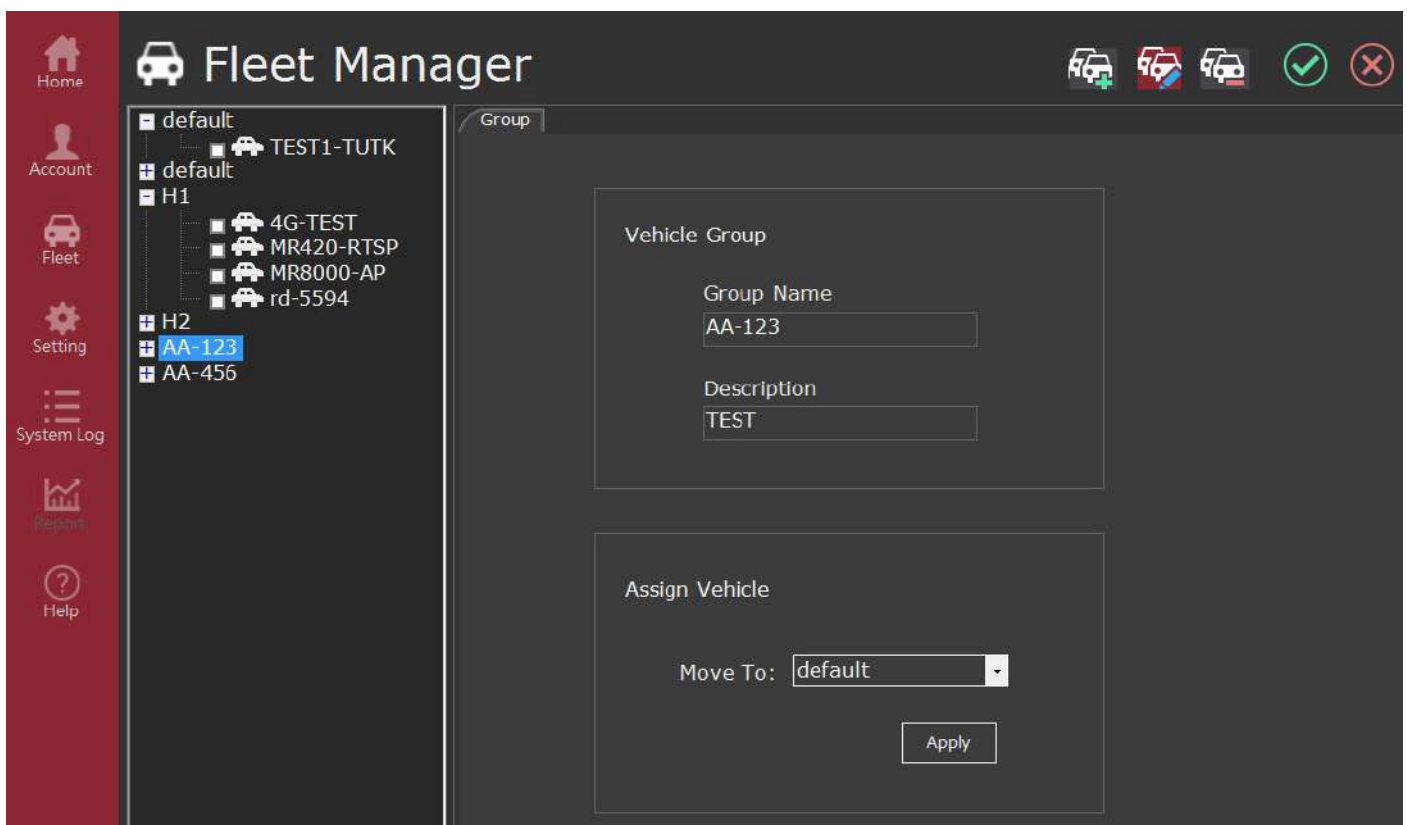 Home
Fleet Manager
Account
Fleet
Setting
System Log
Report
Help
default
TEST1-TUTK
default
H1
4G-TEST
MR420-RTSP
MR8000-AP
rd-5594
H2
AA-123
AA-456
Group
Vehicle Group
Group Name
AA-123
Description
TEST
Assign Vehicle
Move To: default
Apply